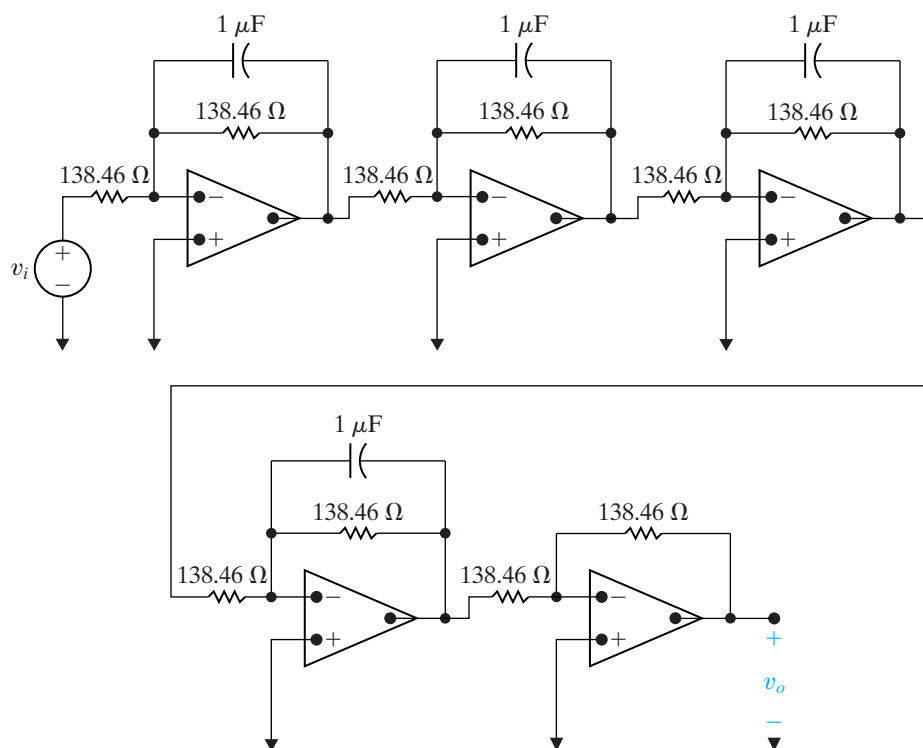 1 μF 1 μF 1 μF
138.46 Ω 138.46 Ω 138.46 Ω
138.46 Ω 138.46 Ω 138.46 Ω
− − −
+ + +
+
v_i
−
1 μF
138.46 Ω 138.46 Ω
138.46 Ω 138.46 Ω
− −
+ +
+
v_o
−